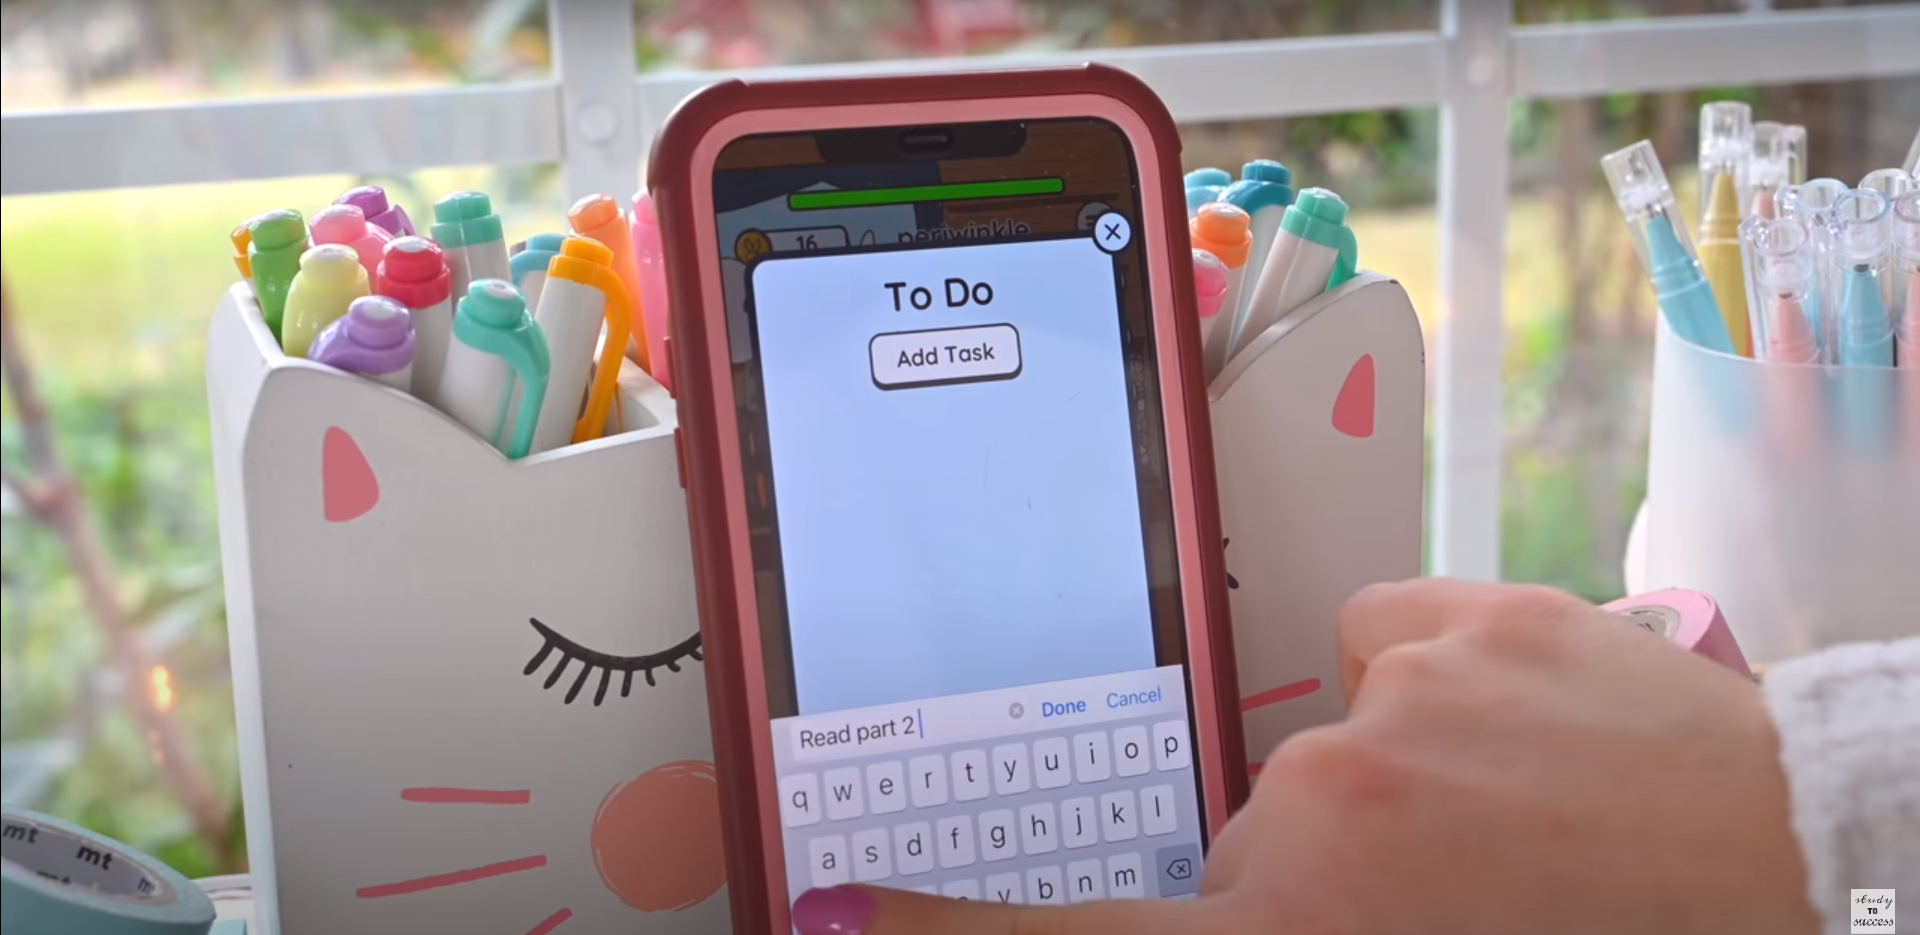 16
periwinkle
To Do
Add Task
Read part 2
Done
Cancel
q w e r t y u i o p
a s d f g h j k l
v b n m
mt
mt
study
TO
success